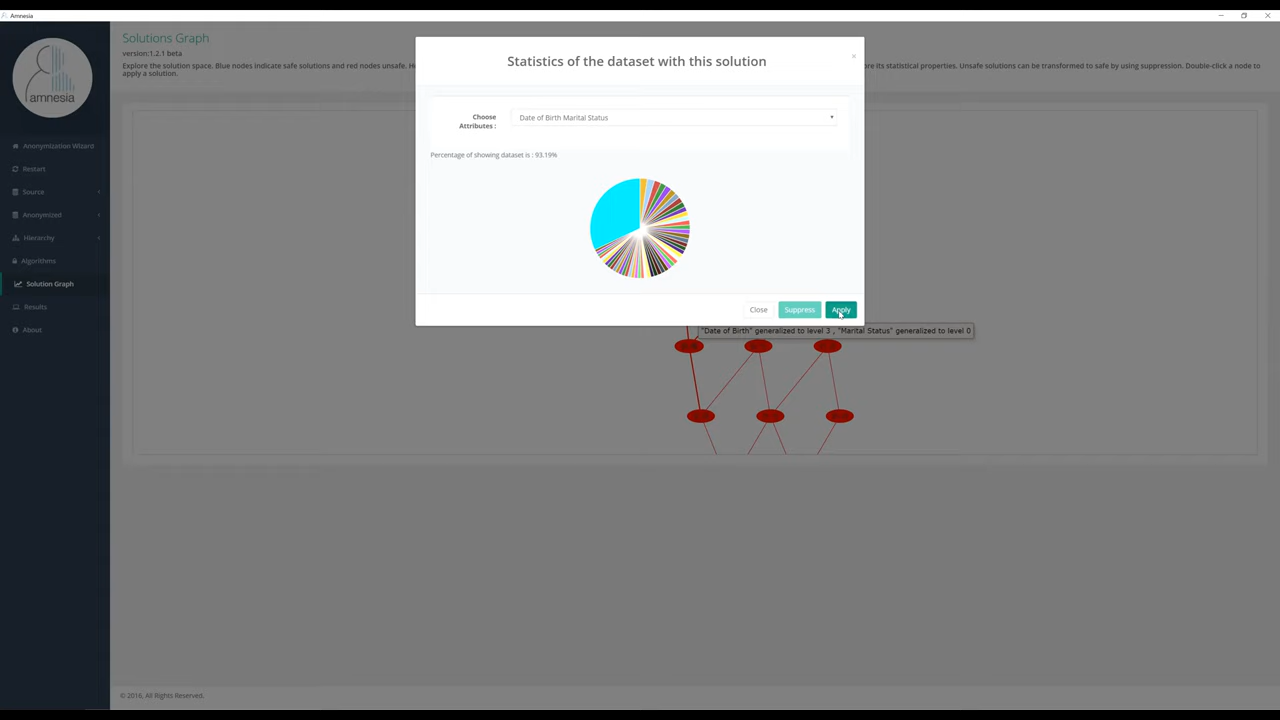 Amnesia
amnesia
Anonymization Wizard
Restart
Source
Anonymized
Hierarchy
Algorithms
Solution Graph
Results
About
Solutions Graph
version:1.2.1 beta
Explore the solution space. Blue nodes indicate safe solutions and red nodes unsafe. H
re its statistical properties. Unsafe solutions can be transformed to safe by using suppression. Double-click a node to
apply a solution.
Statistics of the dataset with this solution
×
Choose
Attributes :
Date of Birth Marital Status
Percentage of showing dataset is : 93.19%
Close
Suppress
Apply
"Date of Birth" generalized to level 3 , "Marital Status" generalized to level 0
© 2016, All Rights Reserved.